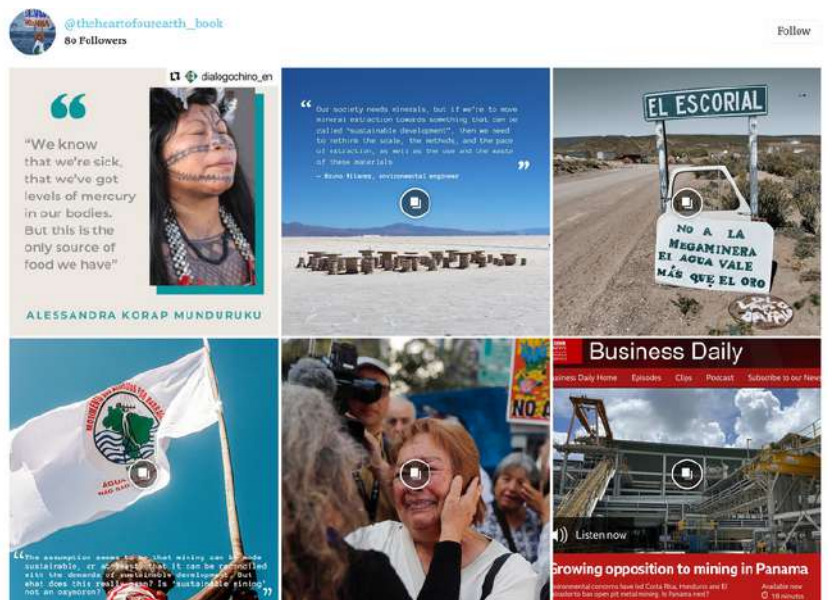 @theheartofourearth_book
80 Followers
Follow
dialogochino_en
“We know
that we're sick,
that we've got
levels of mercury
in our bodies.
But this is the
only source of
food we have”
ALESSANDRA KORAP MUNDURUKU
“ Our society needs minerals, but if we're to move
mineral extraction towards something that can be
called "sustainable development", then we need
to rethink the scale, the methods, and the pace
of extraction, as well as the use and the waste
of these materials ”
— Bruno Milanez, environmental engineer
EL ESCORIAL
NO A LA
MEGAMINERA
El AGUA VALE
MÁS QUE EL ORO
AGUA
“The assumption seems to be that mining can be made
sustainable, or at least, that it can be reconciled
with the demands of sustainable development. But
what does this really mean? Is "sustainable mining"
not an oxymoron? ”
NO
Business Daily
Business Daily Home Episodes Clips Podcast Subscribe to our News
Listen now
Growing opposition to mining in Panama
Environmental concerns have led Costa Rica, Honduras and El
Salvador to ban open pit metal mining. Is Panama next?
Available now
18 minutes